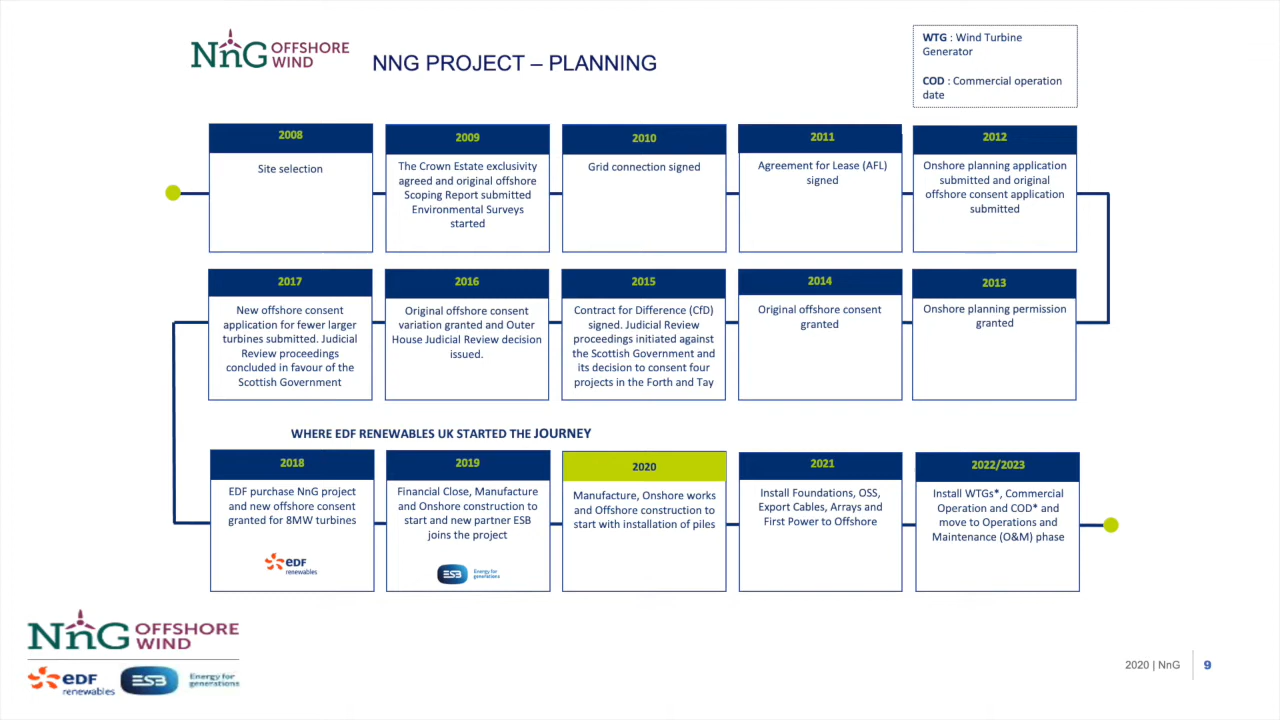 NnG OFFSHORE
WIND
NNG PROJECT – PLANNING
WTG : Wind Turbine
Generator
COD : Commercial operation
date
2008
Site selection
2009
The Crown Estate exclusivity
agreed and original offshore
Scoping Report submitted
Environmental Surveys
started
2010
Grid connection signed
2011
Agreement for Lease (AFL)
signed
2012
Onshore planning application
submitted and original
offshore consent application
submitted
2017
New offshore consent
application for fewer larger
turbines submitted. Judicial
Review proceedings
concluded in favour of the
Scottish Government
2016
Original offshore consent
variation granted and Outer
House Judicial Review decision
issued.
2015
Contract for Difference (CfD)
signed. Judicial Review
proceedings initiated against
the Scottish Government and
its decision to consent four
projects in the Forth and Tay
2014
Original offshore consent
granted
2013
Onshore planning permission
granted
WHERE EDF RENEWABLES UK STARTED THE JOURNEY
2018
EDF purchase NnG project
and new offshore consent
granted for 8MW turbines
eDF
renewables
2019
Financial Close, Manufacture
and Onshore construction to
start and new partner ESB
joins the project
ESB
Energy for
generations
2020
Manufacture, Onshore works
and Offshore construction to
start with installation of piles
2021
Install Foundations, OSS,
Export Cables, Arrays and
First Power to Offshore
2022/2023
Install WTGs*, Commercial
Operation and COD* and
move to Operations and
Maintenance (O&M) phase
NnG OFFSHORE
WIND
eDF
renewables
ESB
Energy for
generations
2020 | NnG
9